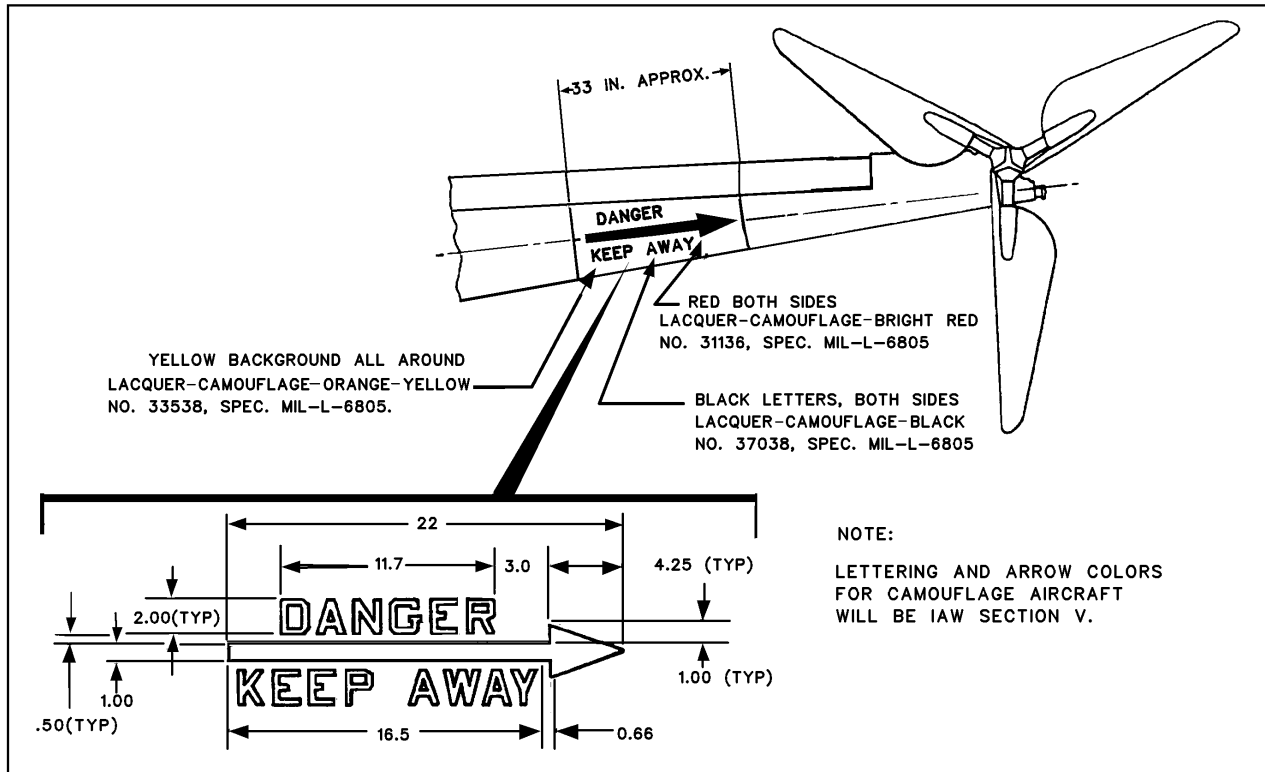 33 IN. APPROX.
DANGER
KEEP AWAY
RED BOTH SIDES
LACQUER-CAMOUFLAGE-BRIGHT RED
NO. 31136, SPEC. MIL-L-6805
YELLOW BACKGROUND ALL AROUND
LACQUER-CAMOUFLAGE-ORANGE-YELLOW
NO. 33538, SPEC. MIL-L-6805.
BLACK LETTERS, BOTH SIDES
LACQUER-CAMOUFLAGE-BLACK
NO. 37038, SPEC. MIL-L-6805
22
11.7
3.0
4.25 (TYP)
2.00(TYP)
DANGER
1.00 (TYP)
KEEP AWAY
1.00
.50(TYP)
16.5
0.66
NOTE:
LETTERING AND ARROW COLORS
FOR CAMOUFLAGE AIRCRAFT
WILL BE IAW SECTION V.